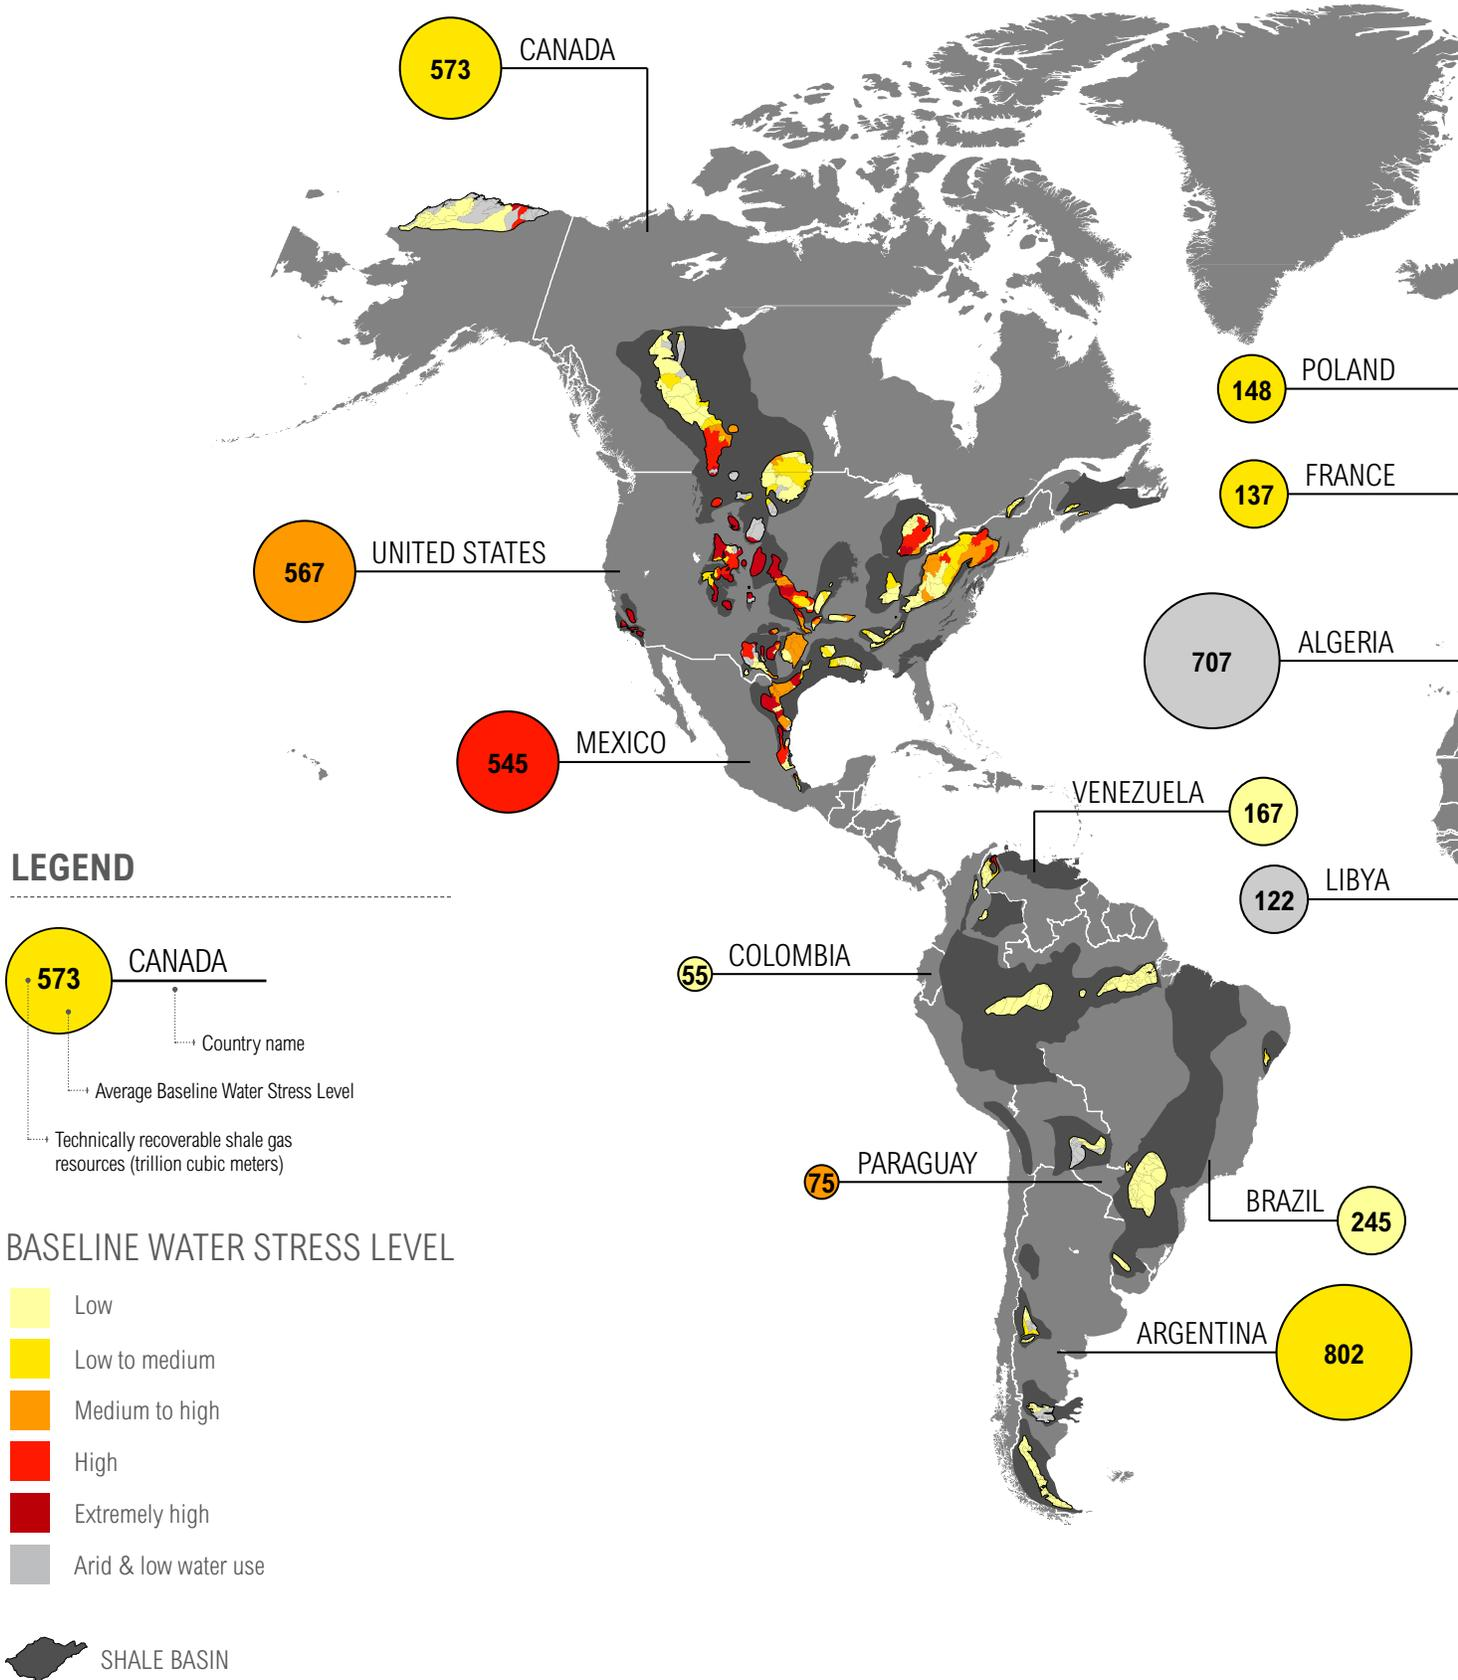 573
CANADA
POLAND
148
FRANCE
137
UNITED STATES
567
ALGERIA
707
MEXICO
545
VENEZUELA
167
LIBYA
122
COLOMBIA
55
PARAGUAY
75
BRAZIL
245
ARGENTINA
802
LEGEND
573
CANADA
Country name
Average Baseline Water Stress Level
Technically recoverable shale gas
resources (trillion cubic meters)
BASELINE WATER STRESS LEVEL
Low
Low to medium
Medium to high
High
Extremely high
Arid & low water use
SHALE BASIN